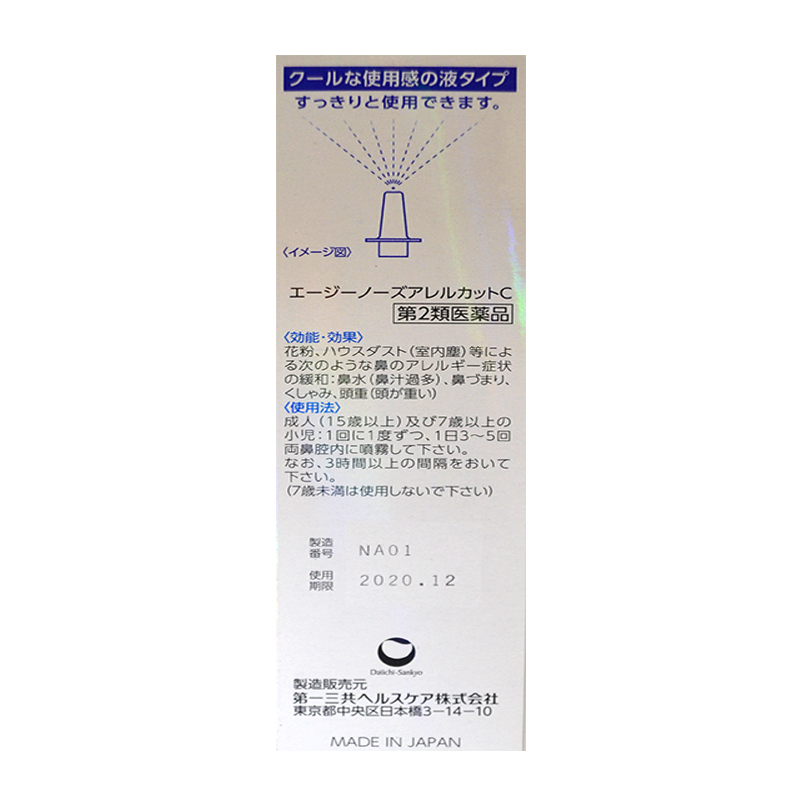 クールな使用感の液タイプ
すっきりと使用できます。
〈イメージ図〉
エージーノーズアレルカットC
第2類医薬品
〈効能・効果〉
花粉、ハウスダスト(室内塵)等によ
る次のような鼻のアレルギー症状
の緩和:鼻水(鼻汁過多)、鼻づまり、
くしゃみ、頭重(頭が重い)
〈使用法〉
成人(15歳以上)及び7歳以上の
小児:1回に1度ずつ、1日3〜5回
両鼻腔内に噴霧して下さい。
なお、3時間以上の間隔をおいて
下さい。
(7歳未満は使用しないで下さい)
製造番号 NA01
使用期限 2020.12
Daiichi-Sankyo
製造販売元
第一三共ヘルスケア株式会社
東京都中央区日本橋3-14-10
MADE IN JAPAN